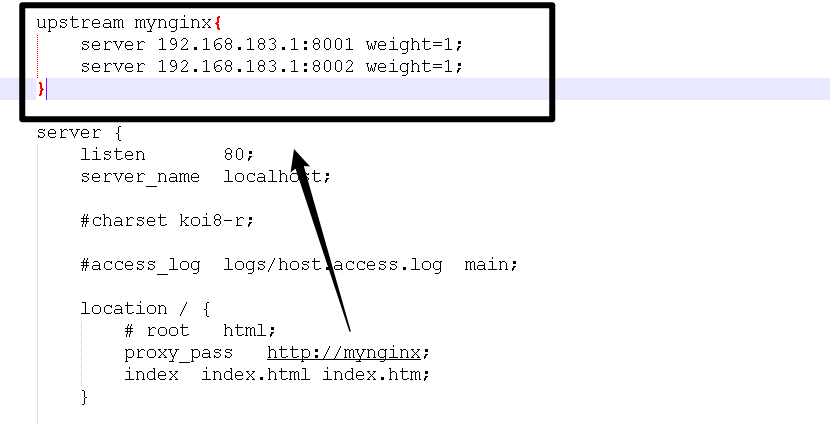 upstream mynginx{
server 192.168.183.1:8001 weight=1;
server 192.168.183.1:8002 weight=1;
}
server {
listen 80;
server_name localhost;
#charset koi8-r;
#access_log logs/host.access.log main;
location / {
# root html;
proxy_pass http://mynginx;
index index.html index.htm;
}